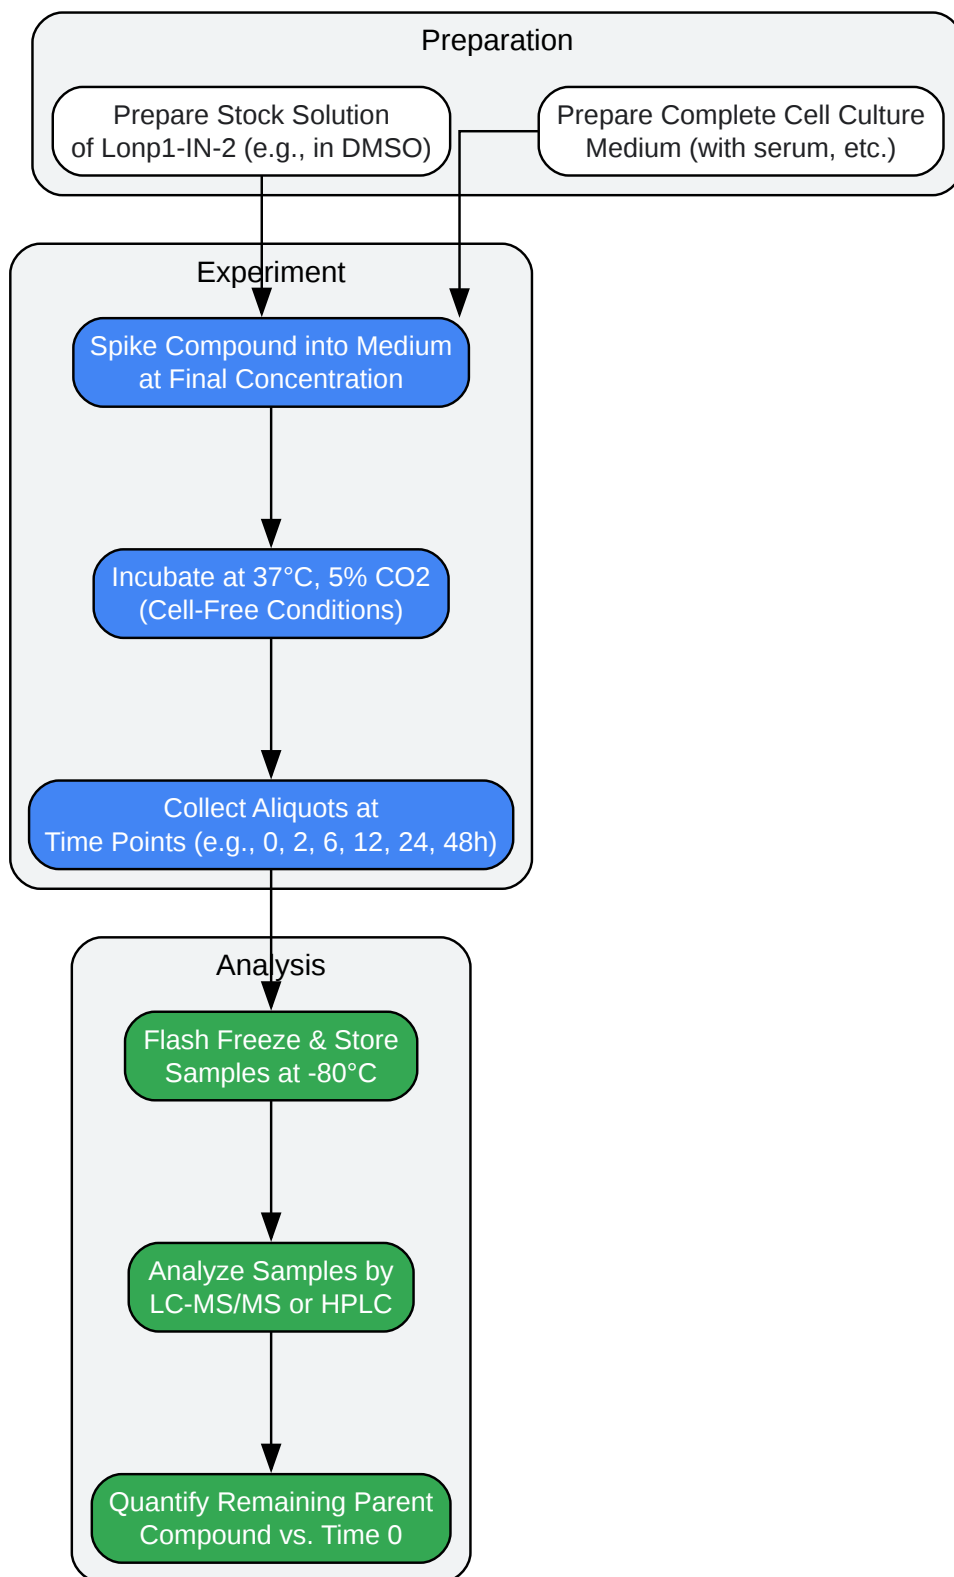 Preparation
Prepare Stock Solution
of Lonp1-IN-2 (e.g., in DMSO)
Prepare Complete Cell Culture
Medium (with serum, etc.)
Experiment
Spike Compound into Medium
at Final Concentration
Incubate at 37°C, 5% CO2
(Cell-Free Conditions)
Collect Aliquots at
Time Points (e.g., 0, 2, 6, 12, 24, 48h)
Analysis
Flash Freeze & Store
Samples at -80°C
Analyze Samples by
LC-MS/MS or HPLC
Quantify Remaining Parent
Compound vs. Time 0